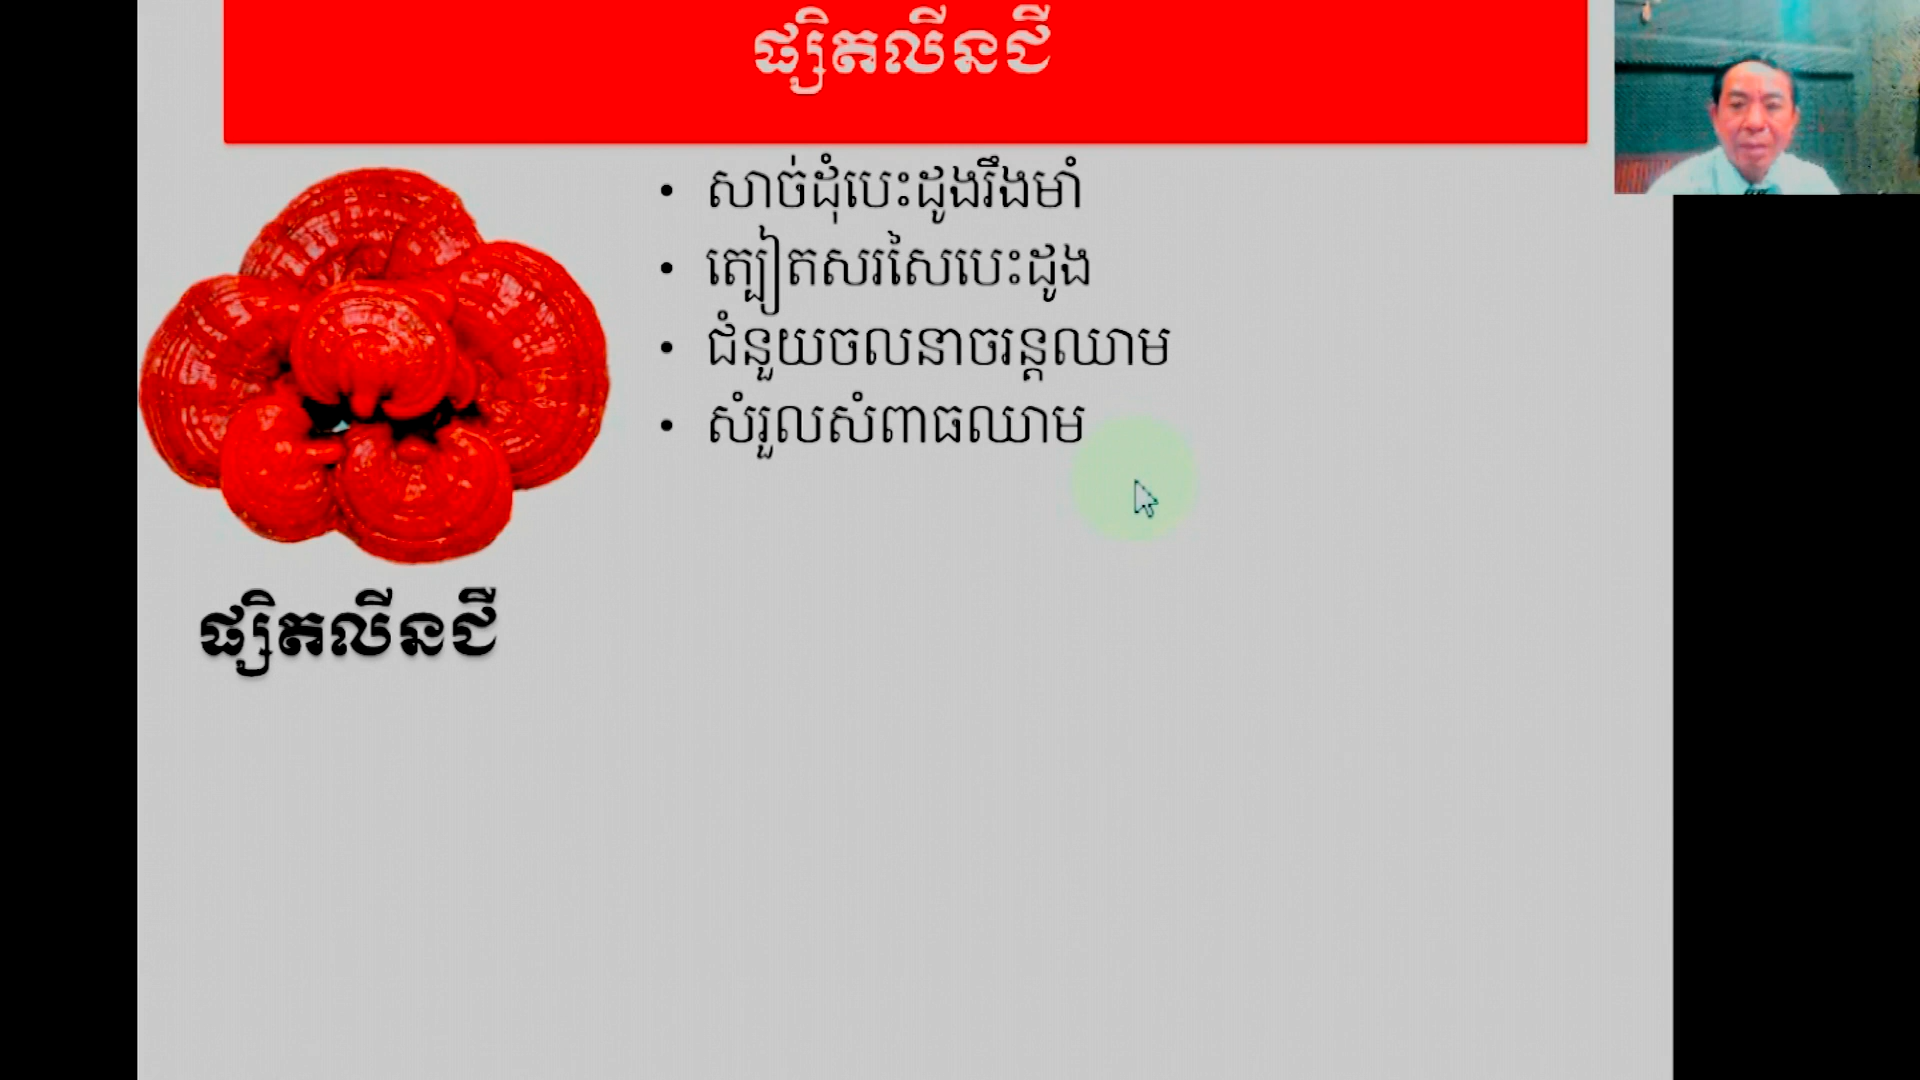 ផ្សិតលីនជឺ
• សាច់ដុំបេះដូងរឹងមាំ
• ត្បៀតសរសៃបេះដូង
• ជំនួយចលនាចរន្តឈាម
• សំរួលសំពាធឈាម
ផ្សិតលីនជឺ